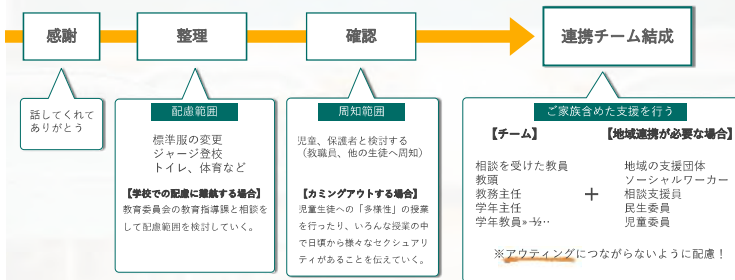 感謝
整理
確認
連携チーム結成
話してくれて
ありがとう
配慮範囲
標準服の変更
ジャージ登校
トイレ、体育など
【学校での配慮に難航する場合】
教育委員会の教育指導課と相談を
して配慮範囲を検討していく。
周知範囲
児童、保護者と検討する
（教職員、他の生徒へ周知）
【カミングアウトする場合】
児童生徒への「多様性」の授業
を行ったり、いろんな授業の中
で日頃から様々なセクシュアリ
ティがあることを伝えていく。
ご家族含めた支援を行う
【チーム】
相談を受けた教員
教頭
教務主任
学年主任
学年教員
＋
【地域連携が必要な場合】
地域の支援団体
ソーシャルワーカー
相談支援員
民生委員
児童委員
※アウティングにつながらないように配慮！